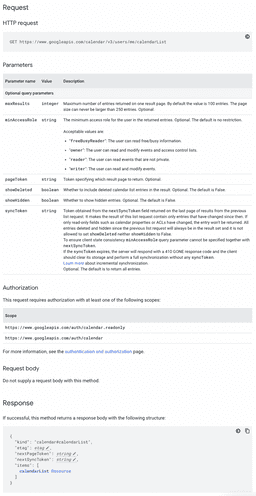 Request
HTTP request
GET https://www.googleapis.com/calendar/v3/users/me/calendarList
Parameters
Parameter name Value Description
Optional query parameters
maxResults integer Maximum number of entries returned on one result page. By default the value is 100 entries. The page
size can never be larger than 250 entries. Optional.
minAccessRole string The minimum access role for the user in the returned entries. Optional. The default is no restriction.
Acceptable values are:
• "freeBusyReader": The user can read free/busy information.
• "owner": The user can read and modify events and access control lists.
• "reader": The user can read events that are not private.
• "writer": The user can read and modify events.
pageToken string Token specifying which result page to return. Optional.
showDeleted boolean Whether to include deleted calendar list entries in the result. Optional. The default is False.
showHidden boolean Whether to show hidden entries. Optional. The default is False.
syncToken string Token obtained from the nextSyncToken field returned on the last page of results from the previous
list request. It makes the result of this list request contain only entries that have changed since then. If
only read-only fields such as calendar properties or ACLs have changed, the entry won't be returned. All
entries deleted and hidden since the previous list request will always be in the result set and it is not
allowed to set showDeleted neither showHidden to False.
To ensure client state consistency minAccessRole query parameter cannot be specified together with
nextSyncToken.
If the syncToken expires, the server will respond with a 410 GONE response code and the client
should clear its storage and perform a full synchronization without any syncToken.
Learn more about incremental synchronization.
Optional. The default is to return all entries.
Authorization
This request requires authorization with at least one of the following scopes:
Scope
https://www.googleapis.com/auth/calendar.readonly
https://www.googleapis.com/auth/calendar
For more information, see the authentication and authorization page.
Request body
Do not supply a request body with this method.
Response
If successful, this method returns a response body with the following structure:
{
"kind": "calendar#calendarList",
"etag": etag,
"nextPageToken": string,
"nextSyncToken": string,
"items": [
calendarList Resource
]
}